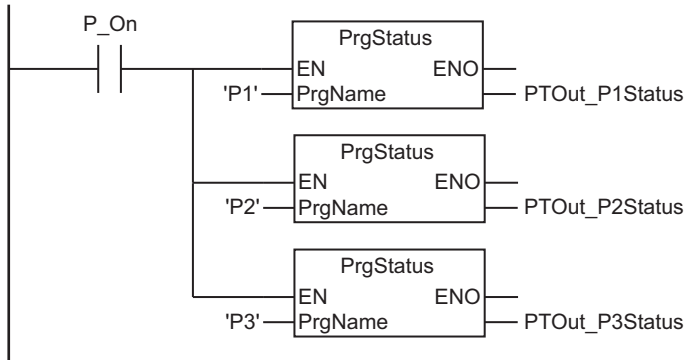 P_On
PrgStatus
EN ENO
'P1' PrgName PTOut_P1Status
PrgStatus
EN ENO
'P2' PrgName PTOut_P2Status
PrgStatus
EN ENO
'P3' PrgName PTOut_P3Status